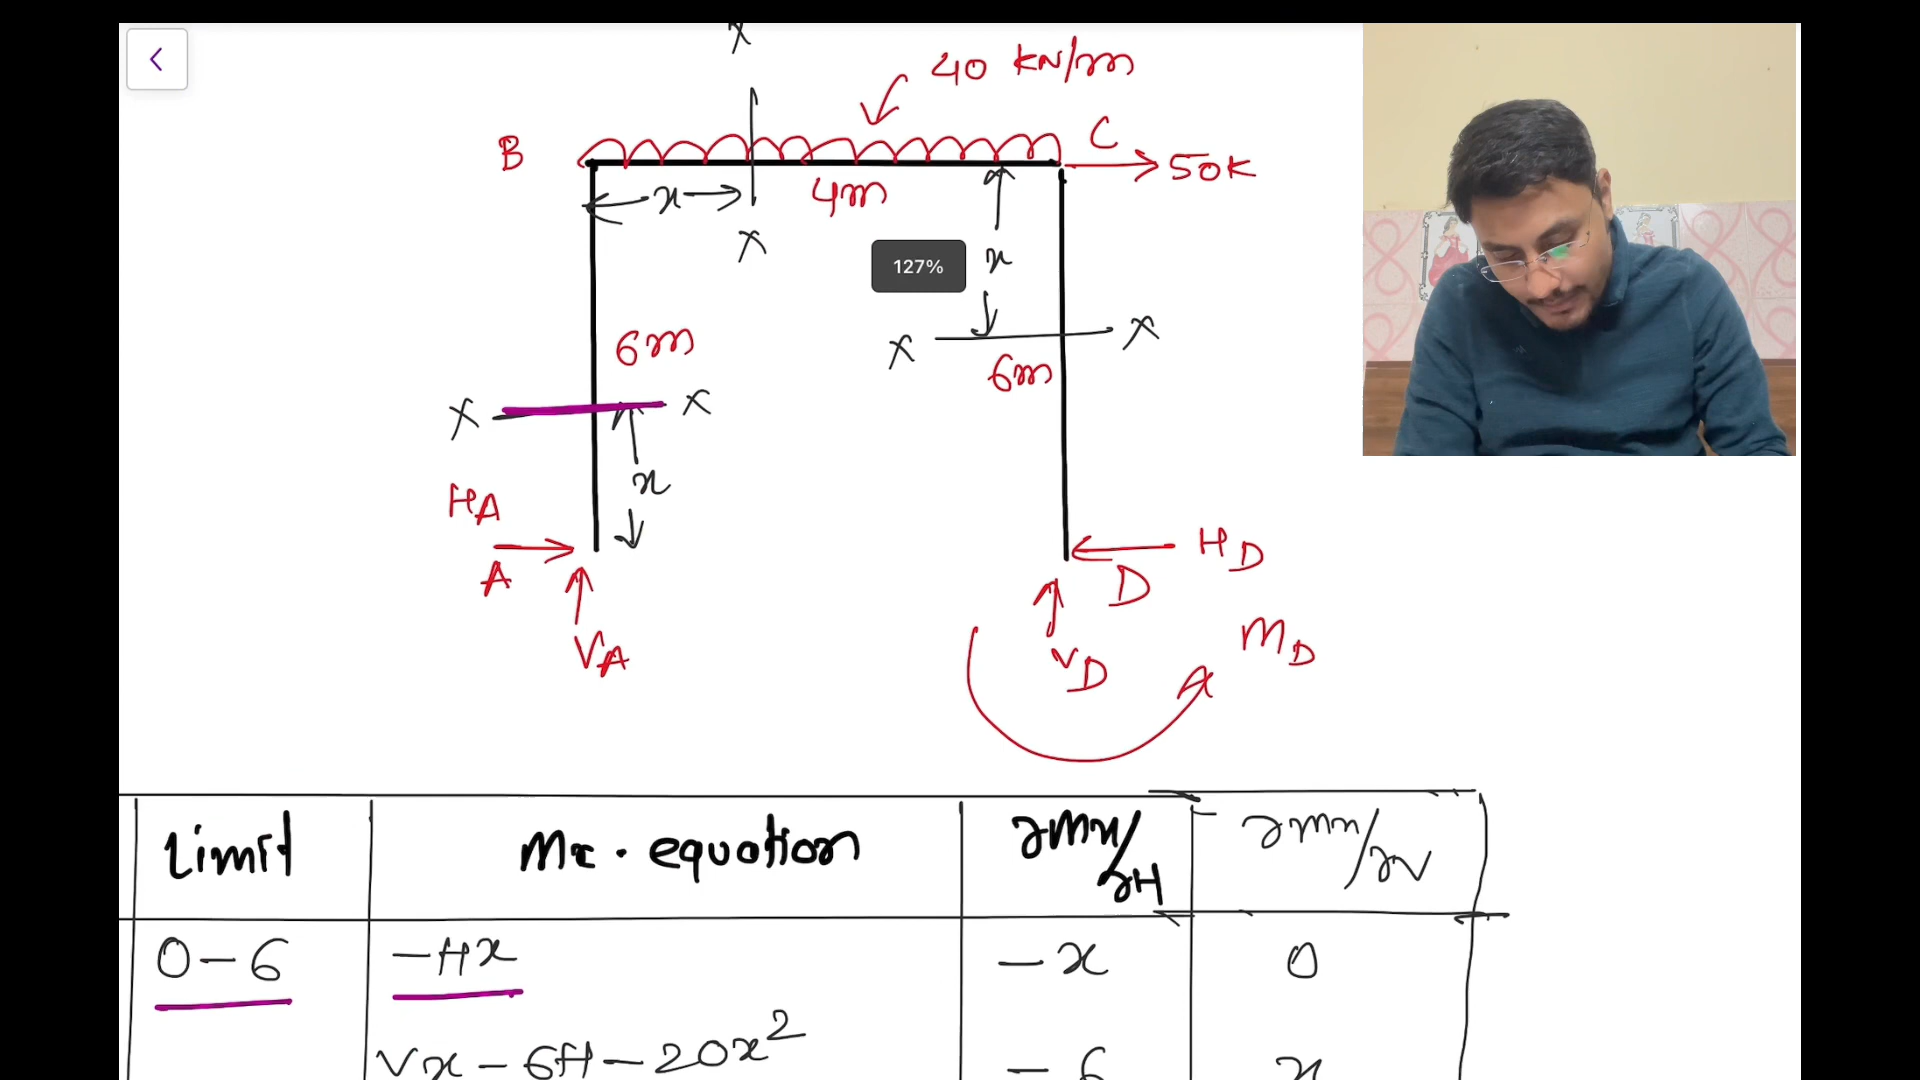 x
40 KN/m
B
C
50K
x
4m
x
127%
x
6m
x
x
6m
x
x
x
HA
A
VA
HD
D
VD
MD
Limit
Mx. equation
∂Mx/∂H
∂Mx/∂V
0-6
-Hx
-x
0
Vx - 6H - 20x²
-6
x